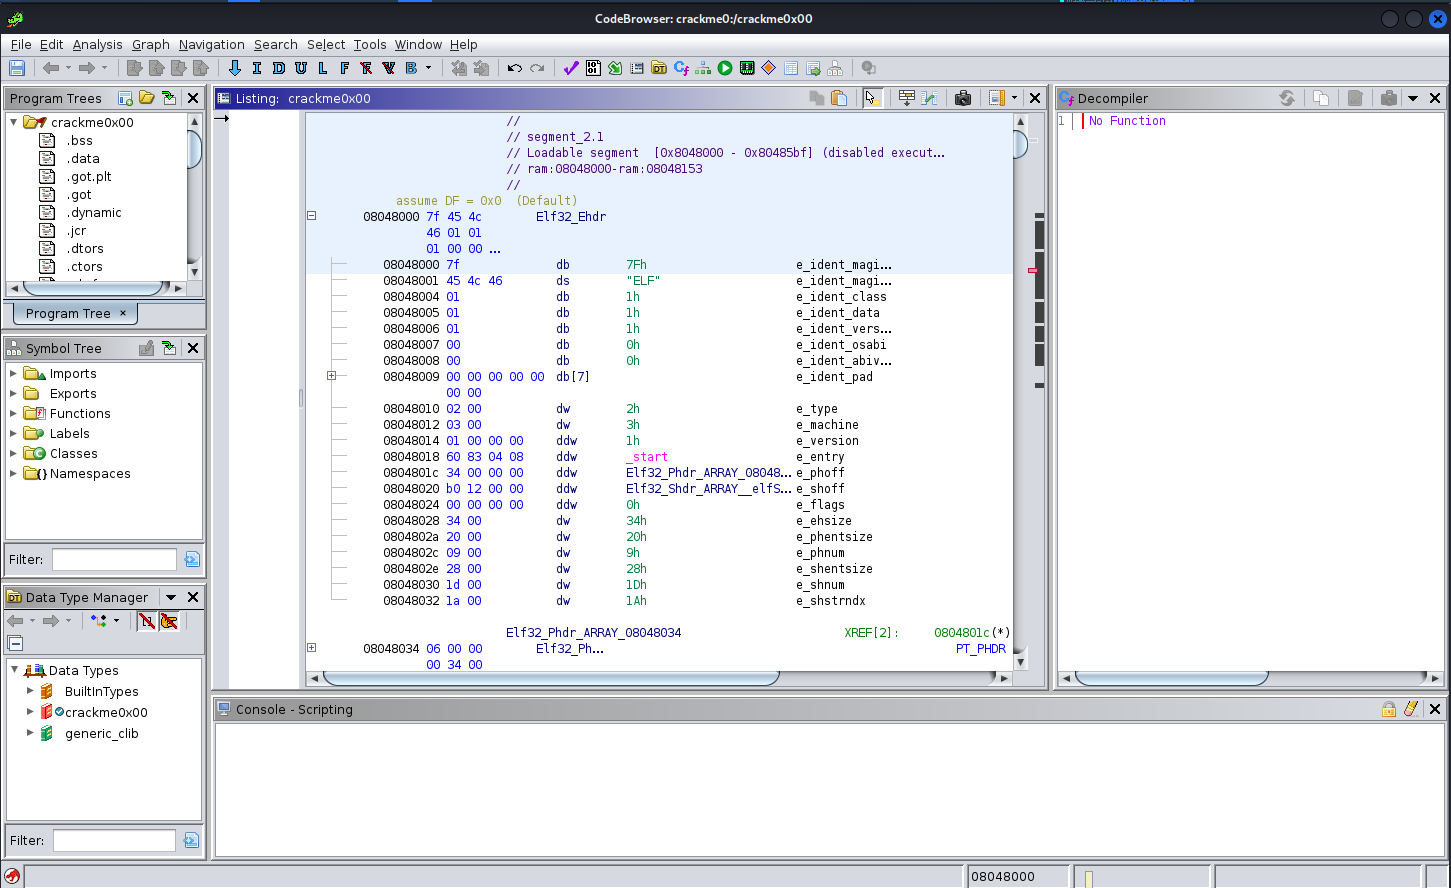 CodeBrowser: crackme0:/crackme0x00
File Edit Analysis Graph Navigation Search Select Tools Window Help
I D U L F F V B
Program Trees
crackme0x00
.bss
.data
.got.plt
.got
.dynamic
.jcr
.dtors
.ctors
Program Tree ×
Symbol Tree
Imports
Exports
Functions
Labels
Classes
Namespaces
Filter:
Data Type Manager
Data Types
BuiltInTypes
crackme0x00
generic_clib
Filter:
Listing: crackme0x00
//
// segment_2.1
// Loadable segment [0x8048000 - 0x80485bf] (disabled execut...
// ram:08048000-ram:08048153
//
assume DF = 0x0 (Default)
08048000 7f 45 4c Elf32_Ehdr
46 01 01
01 00 00 ...
08048000 7f db 7Fh e_ident_magi...
08048001 45 4c 46 ds "ELF" e_ident_magi...
08048004 01 db 1h e_ident_class
08048005 01 db 1h e_ident_data
08048006 01 db 1h e_ident_vers...
08048007 00 db 0h e_ident_osabi
08048008 00 db 0h e_ident_abiv...
08048009 00 00 00 00 00 db[7] e_ident_pad
00 00
08048010 02 00 dw 2h e_type
08048012 03 00 dw 3h e_machine
08048014 01 00 00 00 ddw 1h e_version
08048018 60 83 04 08 ddw _start e_entry
0804801c 34 00 00 00 ddw Elf32_Phdr_ARRAY_08048... e_phoff
08048020 b0 12 00 00 ddw Elf32_Shdr_ARRAY__elfS... e_shoff
08048024 00 00 00 00 ddw 0h e_flags
08048028 34 00 dw 34h e_ehsize
0804802a 20 00 dw 20h e_phentsize
0804802c 09 00 dw 9h e_phnum
0804802e 28 00 dw 28h e_shentsize
08048030 1d 00 dw 1Dh e_shnum
08048032 1a 00 dw 1Ah e_shstrndx
Elf32_Phdr_ARRAY_08048034 XREF[2]: 0804801c(*)
08048034 06 00 00 Elf32_Ph... PT_PHDR
00 34 00
Decompiler
1 No Function
Console - Scripting
08048000